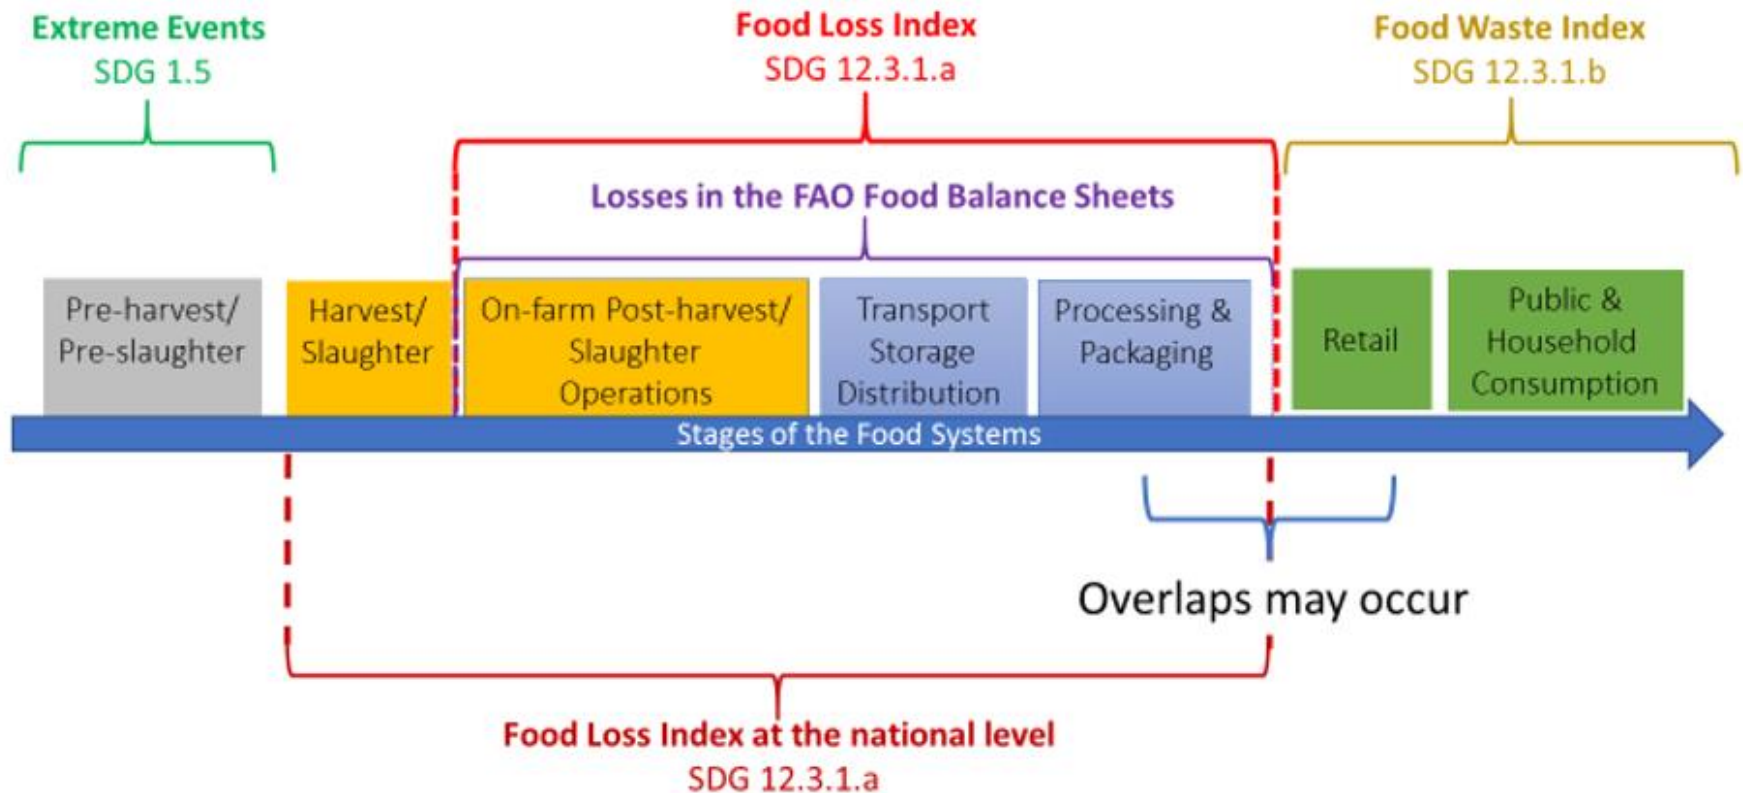 Extreme Events
SDG 1.5
Food Loss Index
SDG 12.3.1.a
Food Waste Index
SDG 12.3.1.b
Losses in the FAO Food Balance Sheets
Pre-harvest/
Pre-slaughter
Harvest/
Slaughter
On-farm Post-harvest/
Slaughter
Operations
Transport
Storage
Distribution
Processing &
Packaging
Retail
Public &
Household
Consumption
Stages of the Food Systems
Overlaps may occur
Food Loss Index at the national level
SDG 12.3.1.a